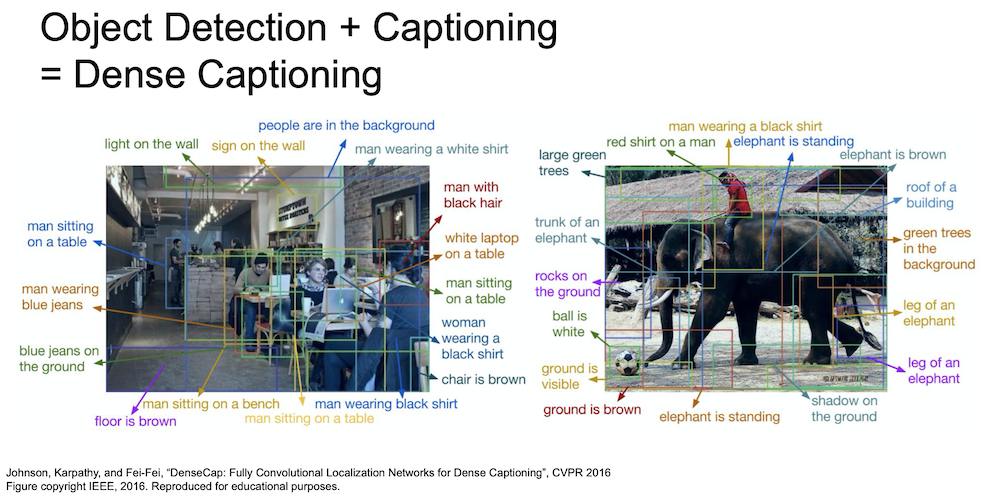 Object Detection + Captioning
= Dense Captioning
people are in the background
light on the wall
sign on the wall
man wearing a white shirt
man with
black hair
man sitting
on a table
white laptop
on a table
man wearing
blue jeans
man sitting
on a table
woman
wearing a
black shirt
blue jeans on
the ground
chair is brown
man sitting on a bench
man wearing black shirt
floor is brown
man sitting on a table
STUMPTOWN
COFFEE ROASTERS
man wearing a black shirt
red shirt on a man
elephant is standing
large green
trees
elephant is brown
roof of a
building
trunk of an
elephant
green trees
in the
background
rocks on
the ground
leg of an
elephant
ball is
white
leg of an
elephant
ground is
visible
shadow on
the ground
ground is brown
elephant is standing
Johnson, Karpathy, and Fei-Fei, “DenseCap: Fully Convolutional Localization Networks for Dense Captioning”, CVPR 2016
Figure copyright IEEE, 2016. Reproduced for educational purposes.